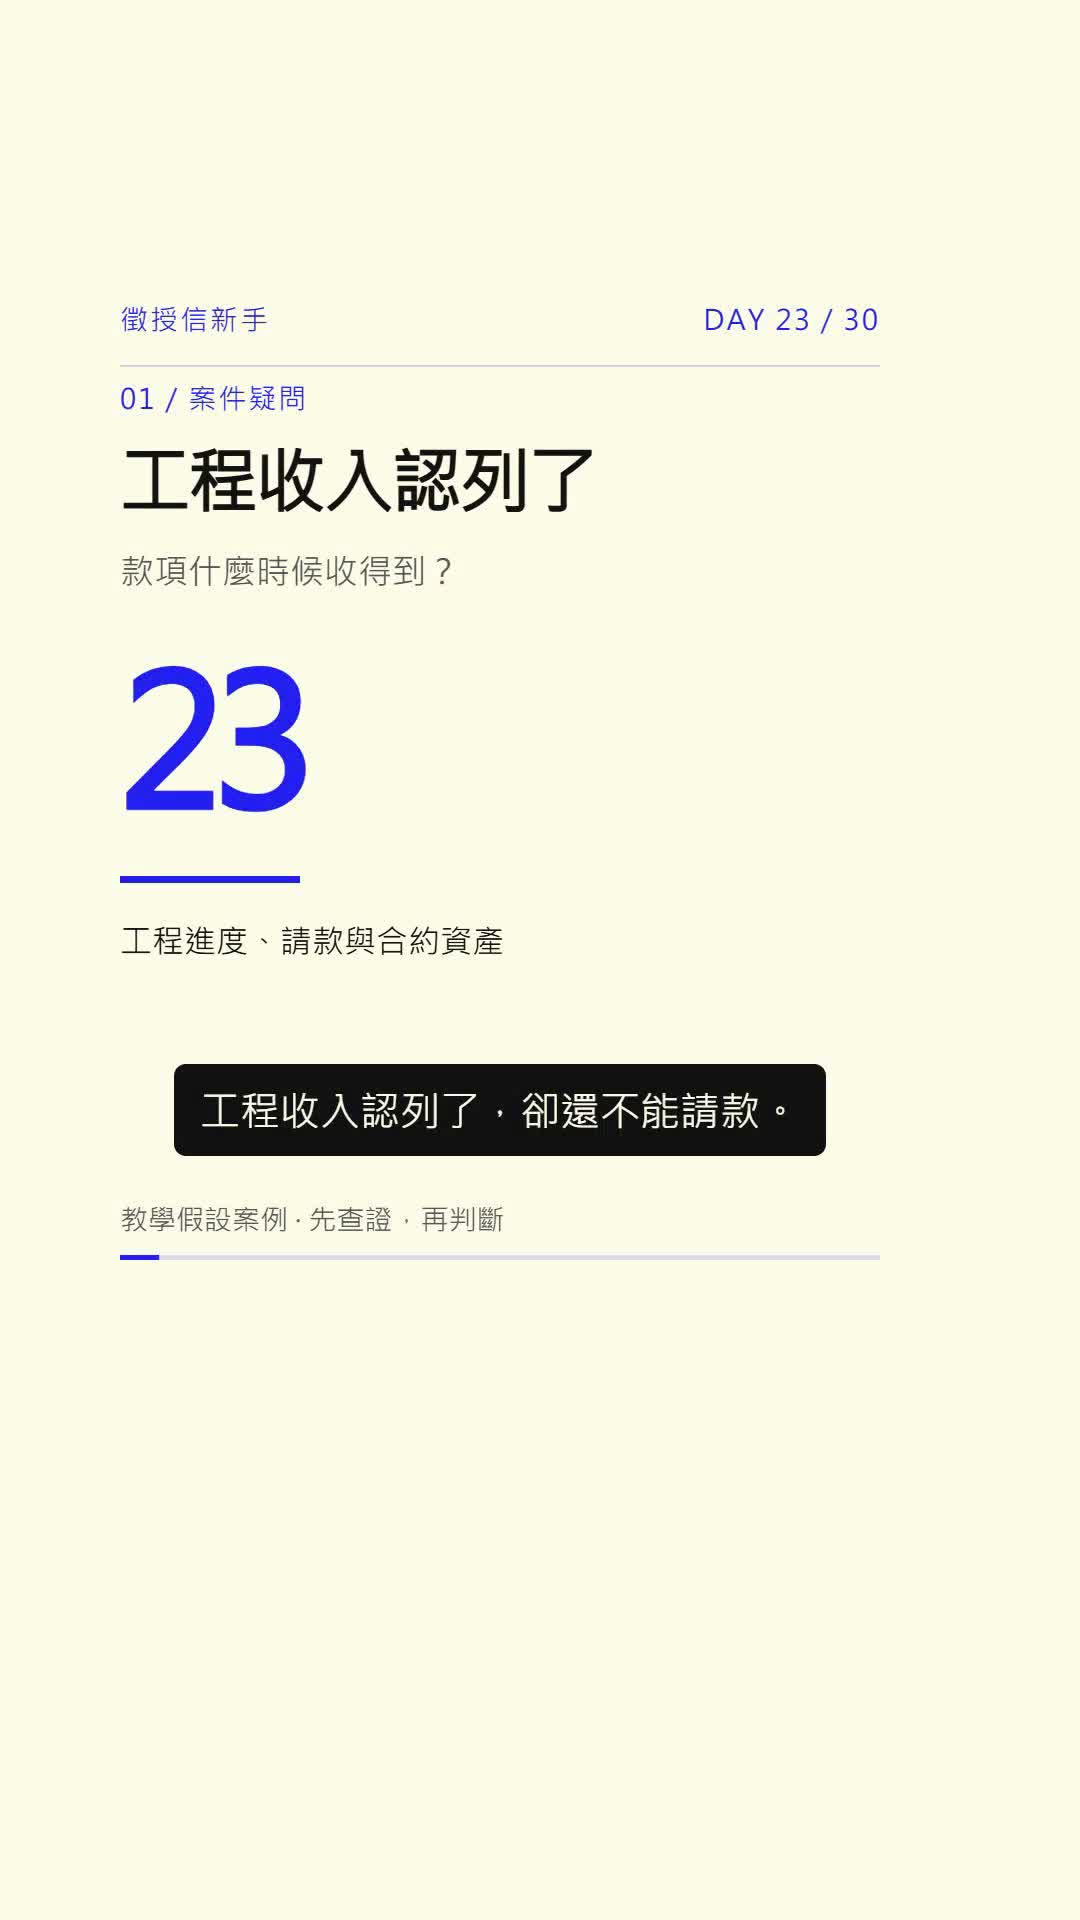 徵授信新手
DAY 23 / 30
01 / 案件疑問
工程收入認列了
款項什麼時候收得到？
23
工程進度、請款與合約資產
工程收入認列了，卻還不能請款。
教學假設案例·先查證，再判斷